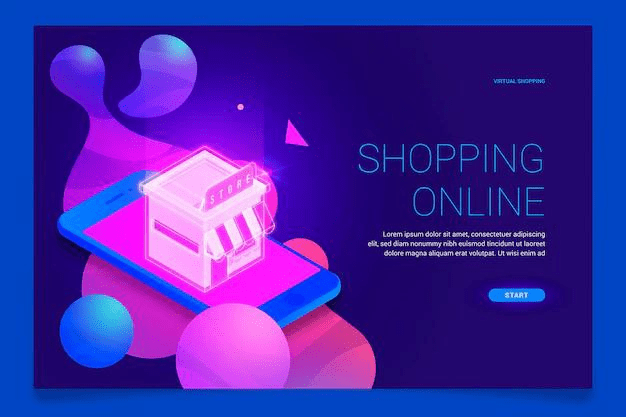 VIRTUAL SHOPPING
STORE
SHOPPING
ONLINE
Lorem ipsum dolor sit amet, consectetuer adipiscing
elit, sed diam nonummy nibh euismod tincidunt ut
laoreet dolore magna aliquam erat volutpat. Ut wisi
enim ad
START